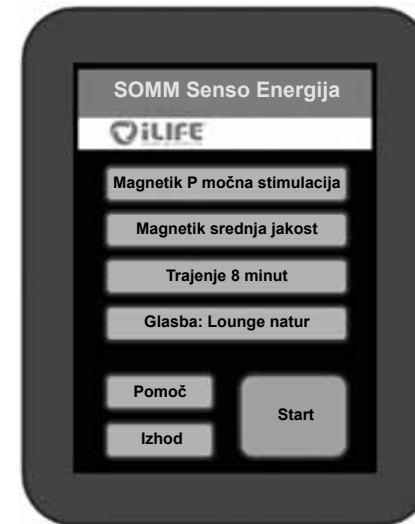 SOMM Senso Energija
iLIFE
Magnetik P močna stimulacija
Magnetik srednja jakost
Trajenje 8 minut
Glasba: Lounge natur
Pomoč
Start
Izhod